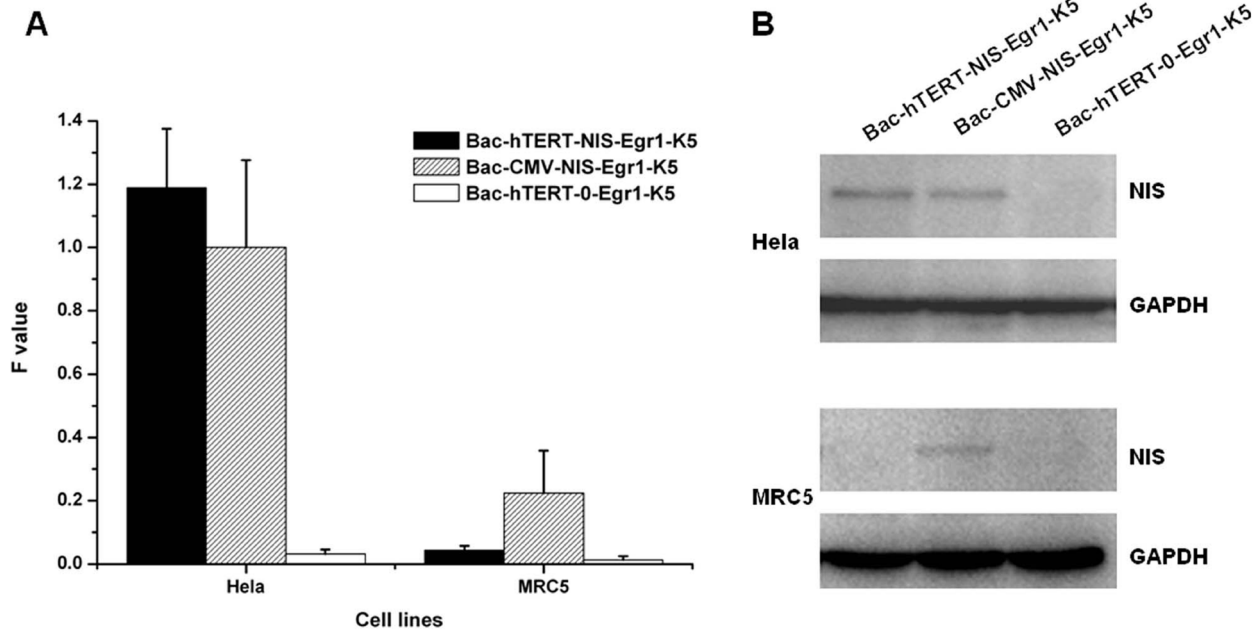 A
1.4
1.2
1.0
0.8
0.6
0.4
0.2
0.0
F value
Hela
MRC5
Cell lines
Bac-hTERT-NIS-Egr1-K5
Bac-CMV-NIS-Egr1-K5
Bac-hTERT-0-Egr1-K5
B
Bac-hTERT-NIS-Egr1-K5
Bac-CMV-NIS-Egr1-K5
Bac-hTERT-0-Egr1-K5
Hela
NIS
GAPDH
MRC5
NIS
GAPDH